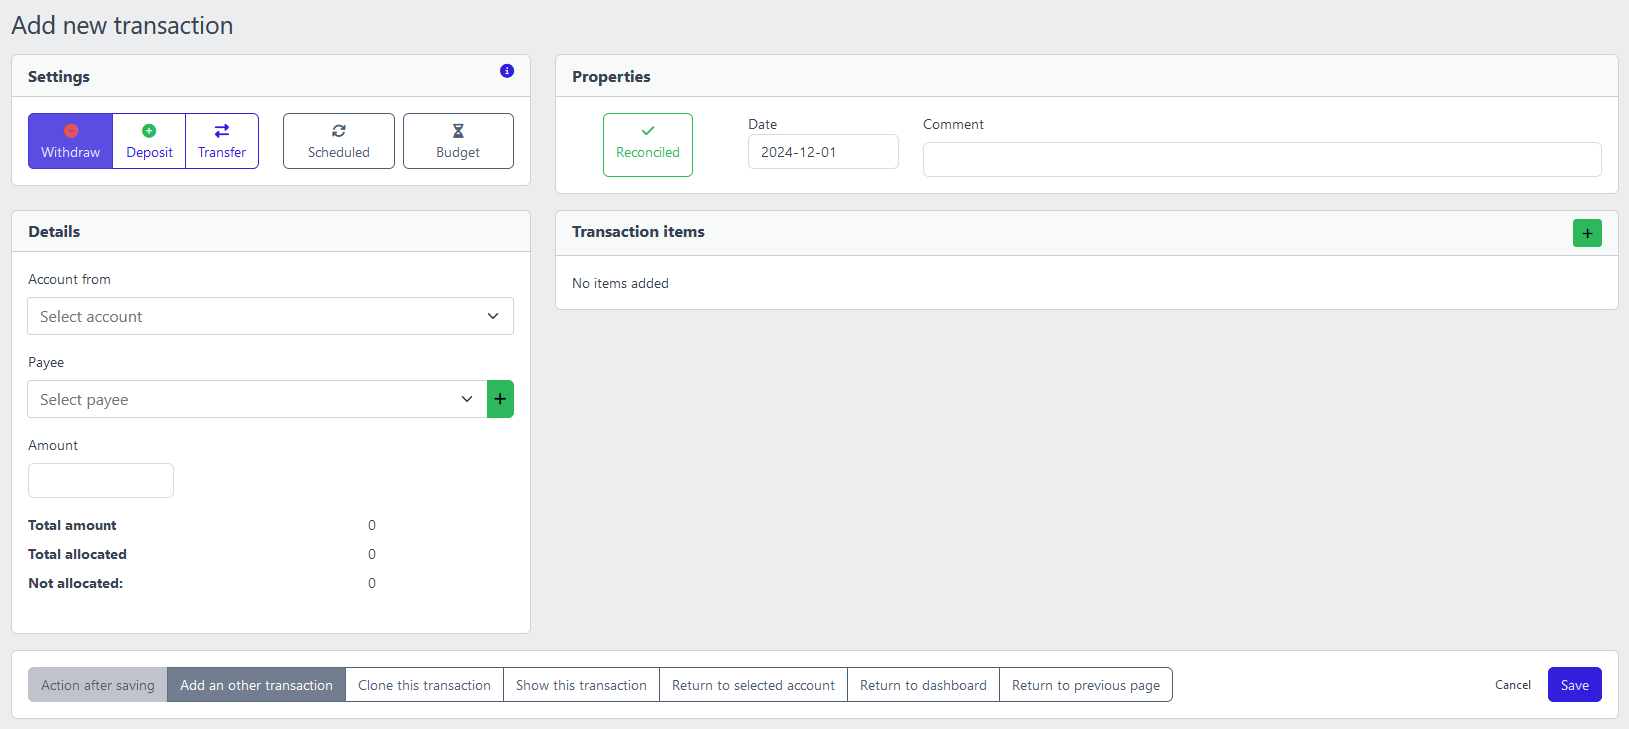 Add new transaction
Settings
Withdraw
Deposit
Transfer
Scheduled
Budget
Properties
Reconciled
Date
2024-12-01
Comment
Details
Account from
Select account
Payee
Select payee
+
Amount
Total amount 0
Total allocated 0
Not allocated: 0
Transaction items
+
No items added
Action after saving
Add an other transaction
Clone this transaction
Show this transaction
Return to selected account
Return to dashboard
Return to previous page
Cancel
Save